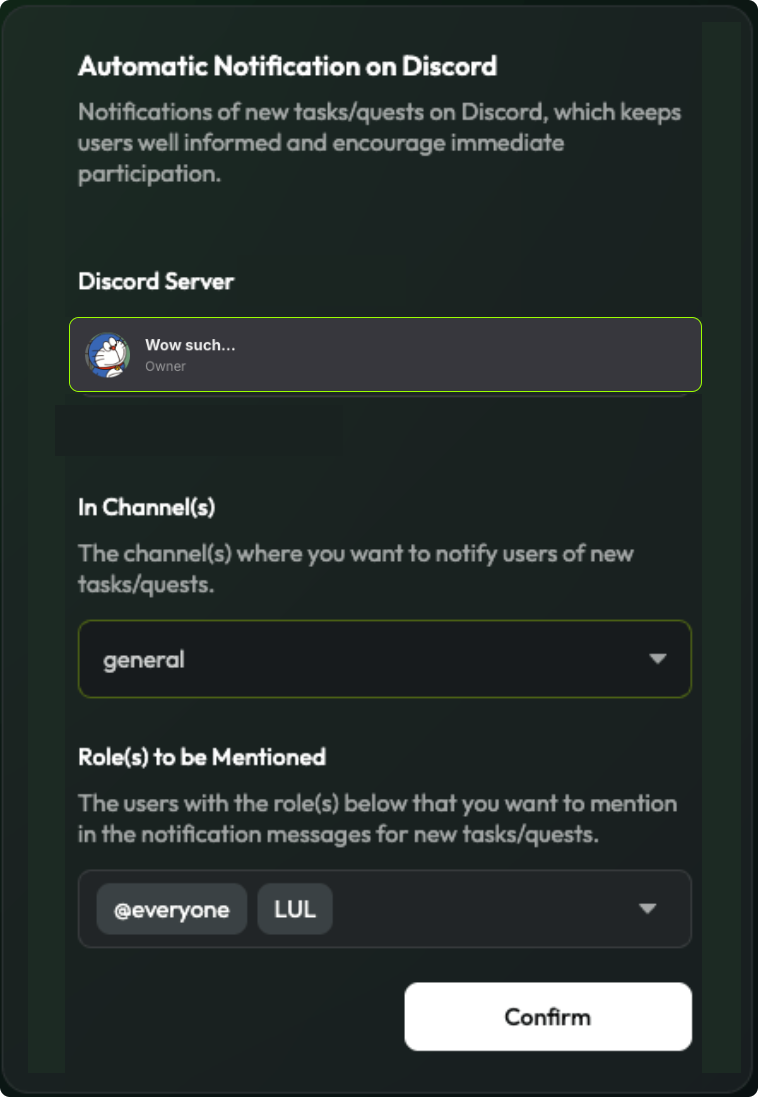 Automatic Notification on Discord
Notifications of new tasks/quests on Discord, which keeps
users well informed and encourage immediate
participation.
Discord Server
Wow such...
Owner
In Channel(s)
The channel(s) where you want to notify users of new
tasks/quests.
general
Role(s) to be Mentioned
The users with the role(s) below that you want to mention
in the notification messages for new tasks/quests.
@everyone LUL
Confirm